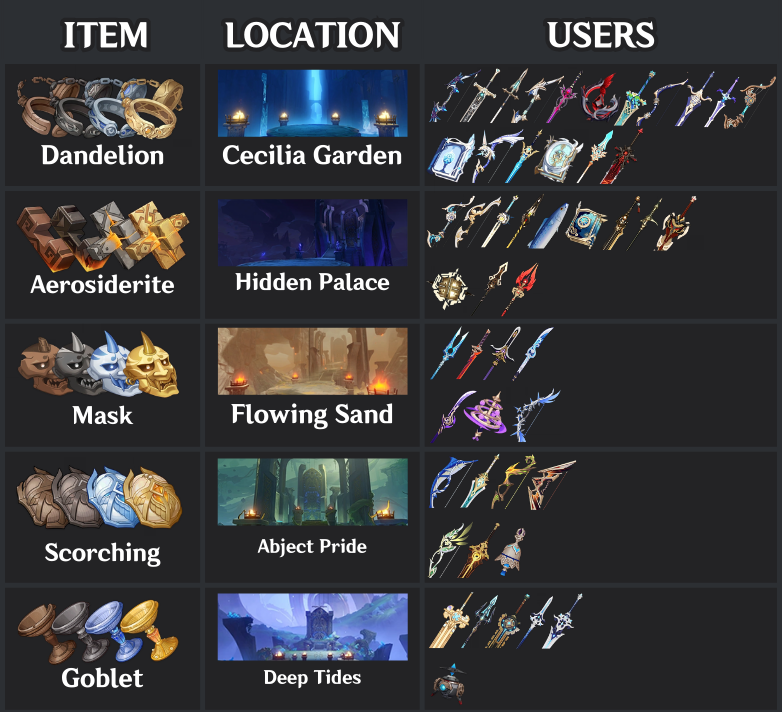 ITEM LOCATION USERS
Dandelion Cecilia Garden
Aerosiderite Hidden Palace
Mask Flowing Sand
Scorching Abject Pride
Goblet Deep Tides